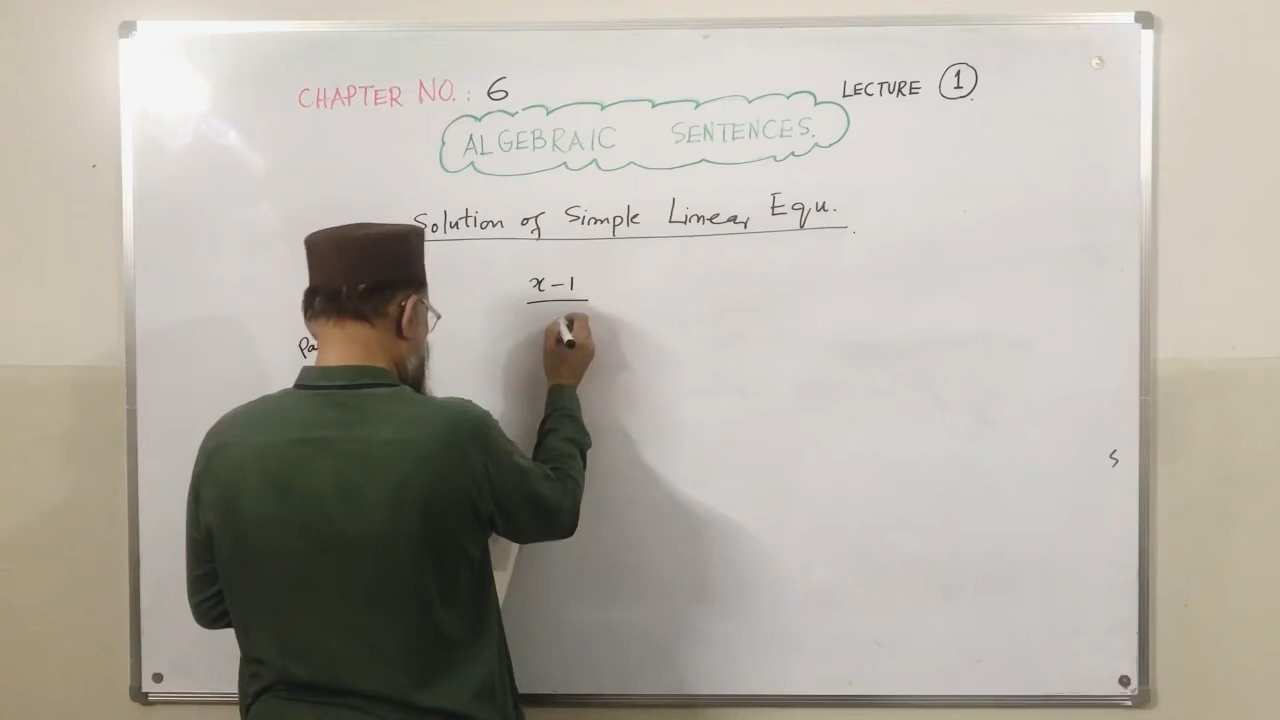 CHAPTER NO. : 6
LECTURE 1
ALGEBRAIC SENTENCES.
Solution of Simple Linear Equ.
x-1